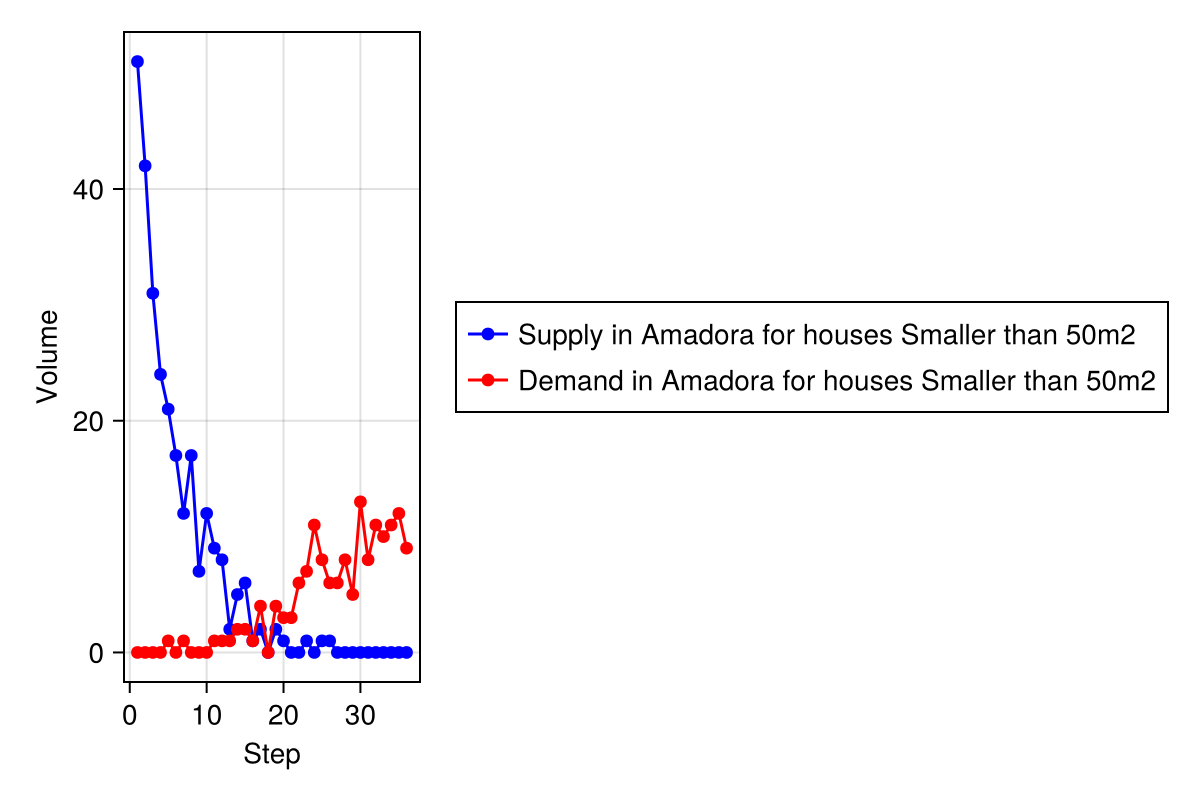 Volume
40
20
0
0 10 20 30
Step
Supply in Amadora for houses Smaller than 50m2
Demand in Amadora for houses Smaller than 50m2